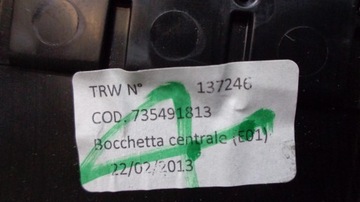 TRW N° 137246
COD. 735491813
Bocchetta centrale (E01)
22/02/2013